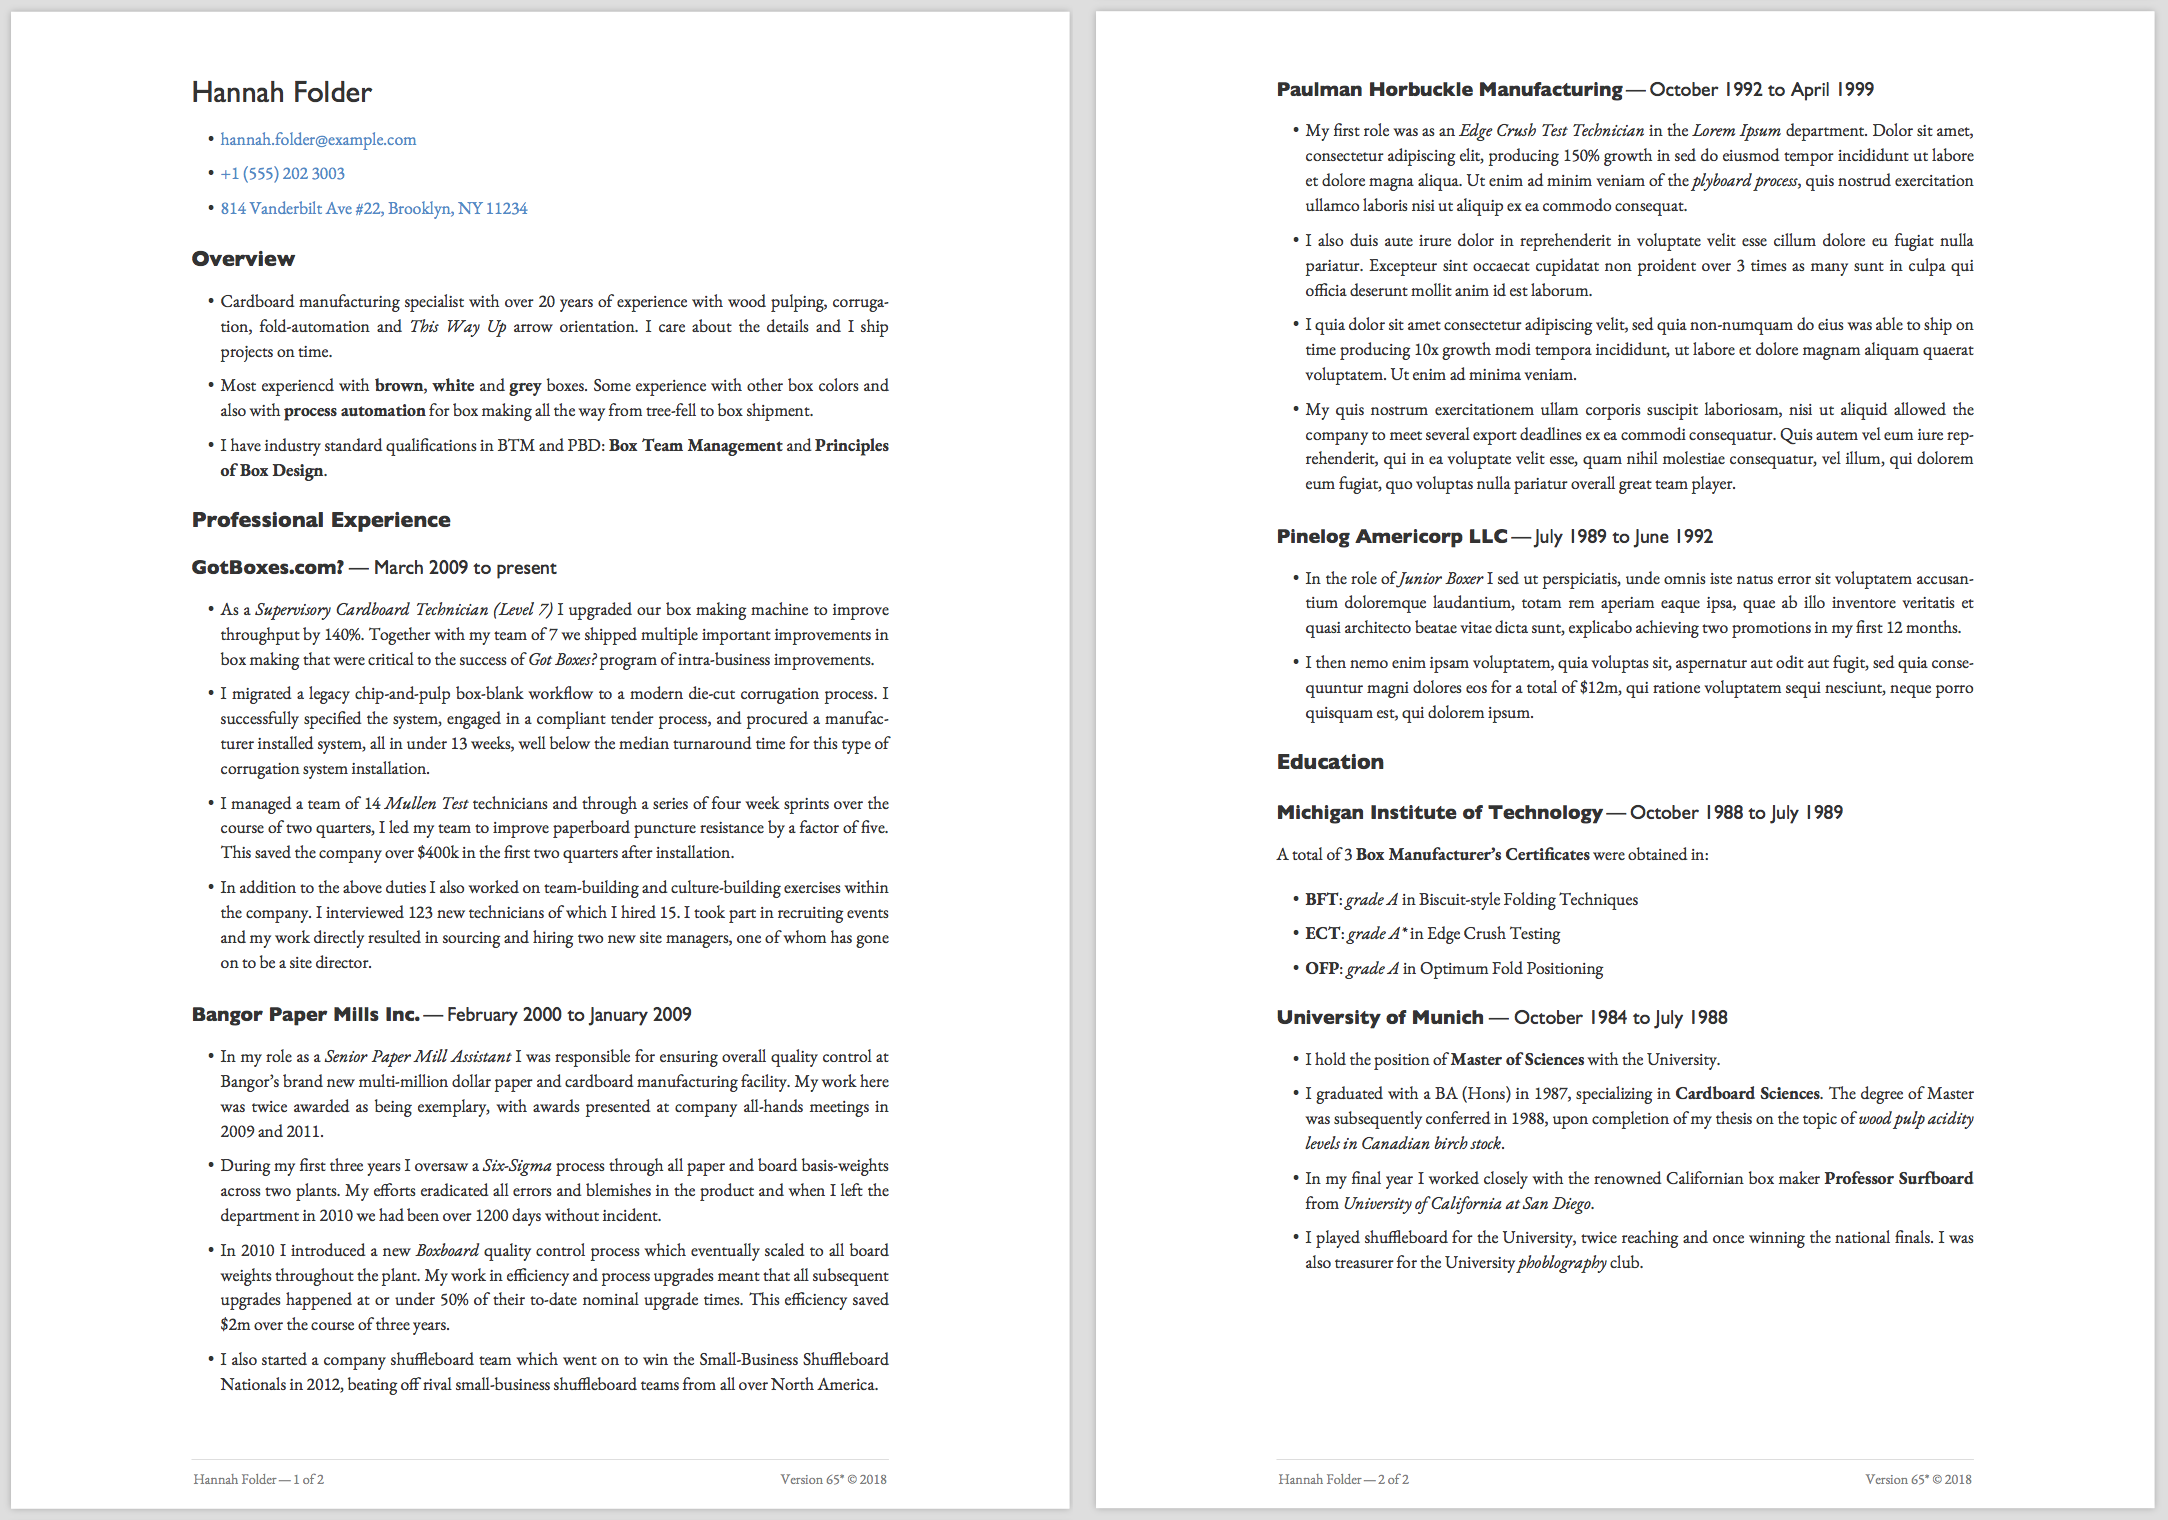 Hannah Folder
• hannah.folder@example.com
• +1 (555) 202 3003
• 814 Vanderbilt Ave #22, Brooklyn, NY 11234
Overview
• Cardboard manufacturing specialist with over 20 years of experience with wood pulping, corruga-
tion, fold-automation and This Way Up arrow orientation. I care about the details and I ship
projects on time.
• Most experiencd with brown, white and grey boxes. Some experience with other box colors and
also with process automation for box making all the way from tree-fell to box shipment.
• I have industry standard qualifications in BTM and PBD: Box Team Management and Principles
of Box Design.
Professional Experience
GotBoxes.com? — March 2009 to present
• As a Supervisory Cardboard Technician (Level 7) I upgraded our box making machine to improve
throughput by 140%. Together with my team of 7 we shipped multiple important improvements in
box making that were critical to the success of Got Boxes? program of intra-business improvements.
• I migrated a legacy chip-and-pulp box-blank workflow to a modern die-cut corrugation process. I
successfully specified the system, engaged in a compliant tender process, and procured a manufac-
turer installed system, all in under 13 weeks, well below the median turnaround time for this type of
corrugation system installation.
• I managed a team of 14 Mullen Test technicians and through a series of four week sprints over the
course of two quarters, I led my team to improve paperboard puncture resistance by a factor of five.
This saved the company over $400k in the first two quarters after installation.
• In addition to the above duties I also worked on team-building and culture-building exercises within
the company. I interviewed 123 new technicians of which I hired 15. I took part in recruiting events
and my work directly resulted in sourcing and hiring two new site managers, one of whom has gone
on to be a site director.
Bangor Paper Mills Inc. — February 2000 to January 2009
• In my role as a Senior Paper Mill Assistant I was responsible for ensuring overall quality control at
Bangor’s brand new multi-million dollar paper and cardboard manufacturing facility. My work here
was twice awarded as being exemplary, with awards presented at company all-hands meetings in
2009 and 2011.
• During my first three years I oversaw a Six-Sigma process through all paper and board basis-weights
across two plants. My efforts eradicated all errors and blemishes in the product and when I left the
department in 2010 we had been over 1200 days without incident.
• In 2010 I introduced a new Boxboard quality control process which eventually scaled to all board
weights throughout the plant. My work in efficiency and process upgrades meant that all subsequent
upgrades happened at or under 50% of their to-date nominal upgrade times. This efficiency saved
$2m over the course of three years.
• I also started a company shuffleboard team which went on to win the Small-Business Shuffleboard
Nationals in 2012, beating off rival small-business shuffleboard teams from all over North America.
Hannah Folder — 1 of 2
Version 65* © 2018
Paulman Horbuckle Manufacturing — October 1992 to April 1999
• My first role was as an Edge Crush Test Technician in the Lorem Ipsum department. Dolor sit amet,
consectetur adipiscing elit, producing 150% growth in sed do eiusmod tempor incididunt ut labore
et dolore magna aliqua. Ut enim ad minim veniam of the plyboard process, quis nostrud exercitation
ullamco laboris nisi ut aliquip ex ea commodo consequat.
• I also duis aute irure dolor in reprehenderit in voluptate velit esse cillum dolore eu fugiat nulla
pariatur. Excepteur sint occaecat cupidatat non proident over 3 times as many sunt in culpa qui
officia deserunt mollit anim id est laborum.
• I quia dolor sit amet consectetur adipiscing velit, sed quia non-numquam do eius was able to ship on
time producing 10x growth modi tempora incididunt, ut labore et dolore magnam aliquam quaerat
voluptatem. Ut enim ad minima veniam.
• My quis nostrum exercitationem ullam corporis suscipit laboriosam, nisi ut aliquid allowed the
company to meet several export deadlines ex ea commodi consequatur. Quis autem vel eum iure rep-
rehenderit, qui in ea voluptate velit esse, quam nihil molestiae consequatur, vel illum, qui dolorem
eum fugiat, quo voluptas nulla pariatur overall great team player.
Pinelog Americorp LLC — July 1989 to June 1992
• In the role of Junior Boxer I sed ut perspiciatis, unde omnis iste natus error sit voluptatem accusan-
tium doloremque laudantium, totam rem aperiam eaque ipsa, quae ab illo inventore veritatis et
quasi architecto beatae vitae dicta sunt, explicabo achieving two promotions in my first 12 months.
• I then nemo enim ipsam voluptatem, quia voluptas sit, aspernatur aut odit aut fugit, sed quia conse-
quuntur magni dolores eos for a total of $12m, qui ratione voluptatem sequi nesciunt, neque porro
quisquam est, qui dolorem ipsum.
Education
Michigan Institute of Technology — October 1988 to July 1989
A total of 3 Box Manufacturer’s Certificates were obtained in:
• BFT: grade A in Biscuit-style Folding Techniques
• ECT: grade A* in Edge Crush Testing
• OFP: grade A in Optimum Fold Positioning
University of Munich — October 1984 to July 1988
• I hold the position of Master of Sciences with the University.
• I graduated with a BA (Hons) in 1987, specializing in Cardboard Sciences. The degree of Master
was subsequently conferred in 1988, upon completion of my thesis on the topic of wood pulp acidity
levels in Canadian birch stock.
• In my final year I worked closely with the renowned Californian box maker Professor Surfboard
from University of California at San Diego.
• I played shuffleboard for the University, twice reaching and once winning the national finals. I was
also treasurer for the University phoblography club.
Hannah Folder — 2 of 2
Version 65* © 2018